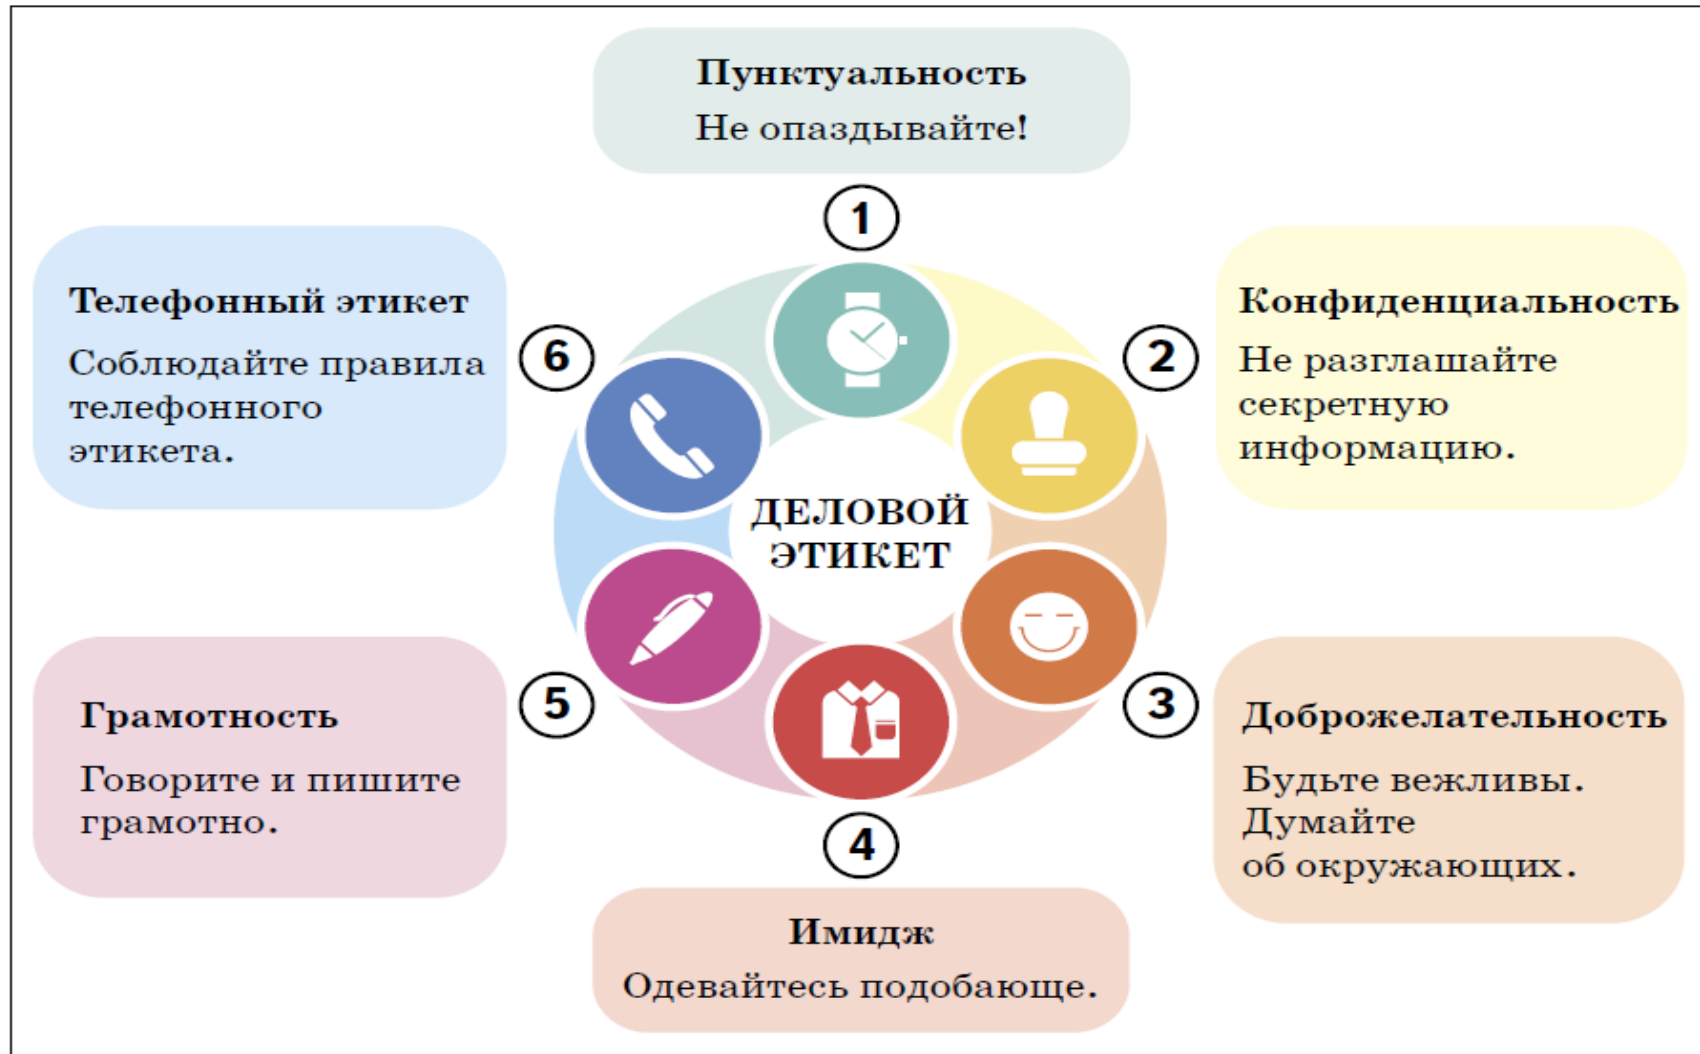 Пунктуальность
Не опаздывайте!
1
Конфиденциальность
Не разглашайте
секретную
информацию.
2
Доброжелательность
Будьте вежливы.
Думайте
об окружающих.
3
4
Имидж
Одевайтесь подобающе.
Грамотность
Говорите и пишите
грамотно.
5
Телефонный этикет
Соблюдайте правила
телефонного
этикета.
6
ДЕЛОВОЙ
ЭТИКЕТ